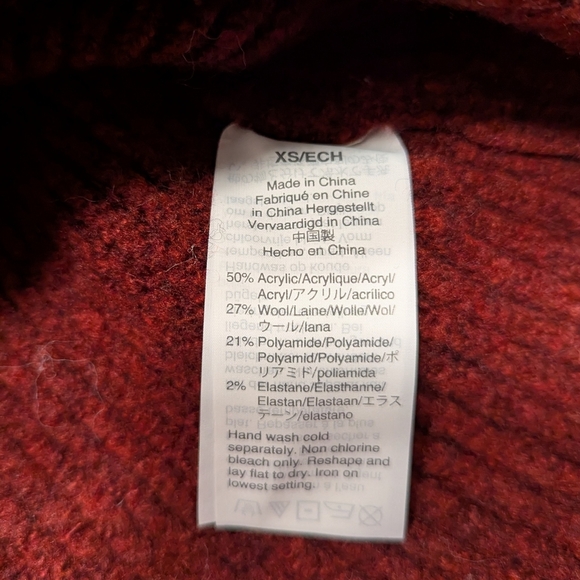 XS/ECH
Made in China
Fabriqué en Chine
in China Hergestellt
Vervaardigd in China
中国製
Hecho en China
50% Acrylic/Acrylique/Acryl/
Acryl/アクリル/acrílico
27% Wool/Laine/Wolle/Wol/
ウール/lana
21% Polyamide/Polyamide/
Polyamid/Polyamide/ポ
リアミド/poliamida
2% Elastane/Elasthanne/
Elastan/Elastaan/エラス
テーン/elastano
Hand wash cold
separately. Non chlorine
bleach only. Reshape and
lay flat to dry. Iron on
lowest setting.